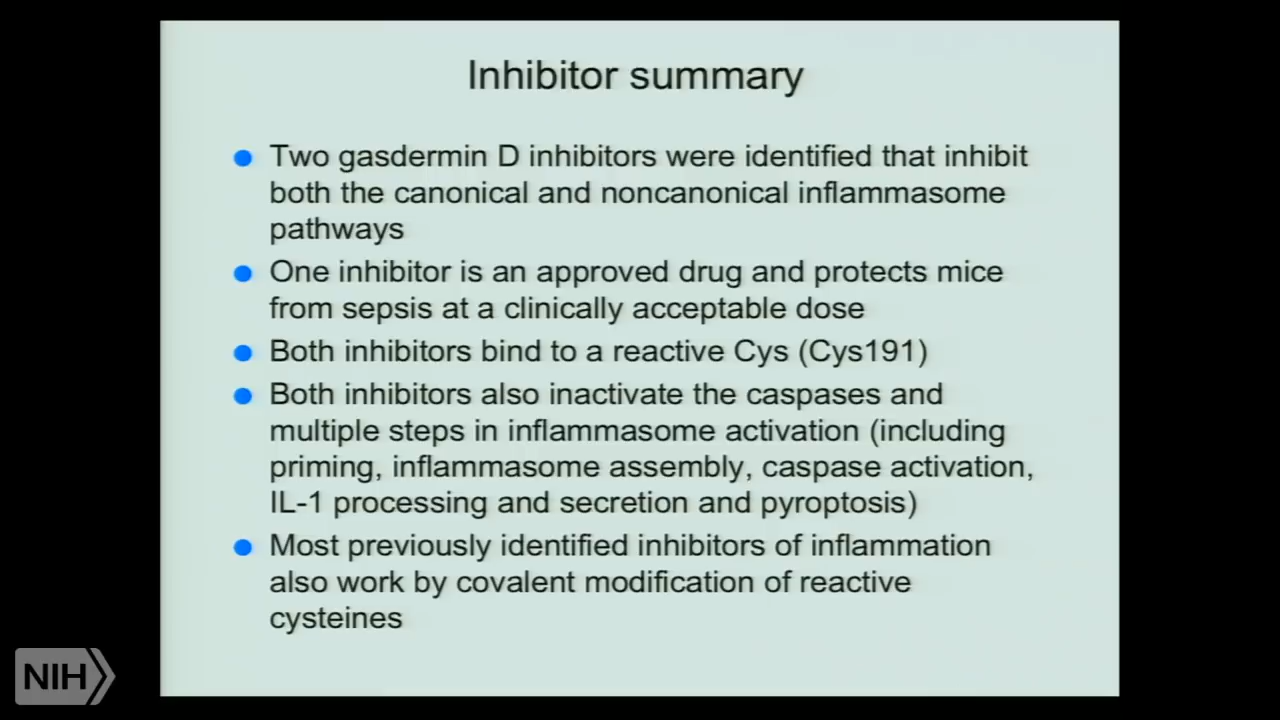 Inhibitor summary
Two gasdermin D inhibitors were identified that inhibit
both the canonical and noncanonical inflammasome
pathways
One inhibitor is an approved drug and protects mice
from sepsis at a clinically acceptable dose
Both inhibitors bind to a reactive Cys (Cys191)
Both inhibitors also inactivate the caspases and
multiple steps in inflammasome activation (including
priming, inflammasome assembly, caspase activation,
IL-1 processing and secretion and pyroptosis)
Most previously identified inhibitors of inflammation
also work by covalent modification of reactive
cysteines
NIH